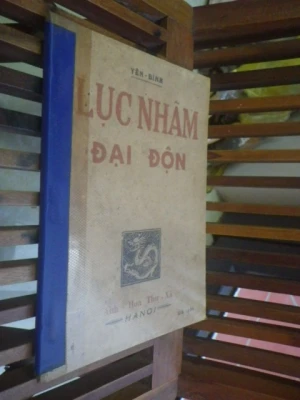 YÊN-BÌNH
LỤC NHÂM
ĐẠI ĐỘN
HANOI